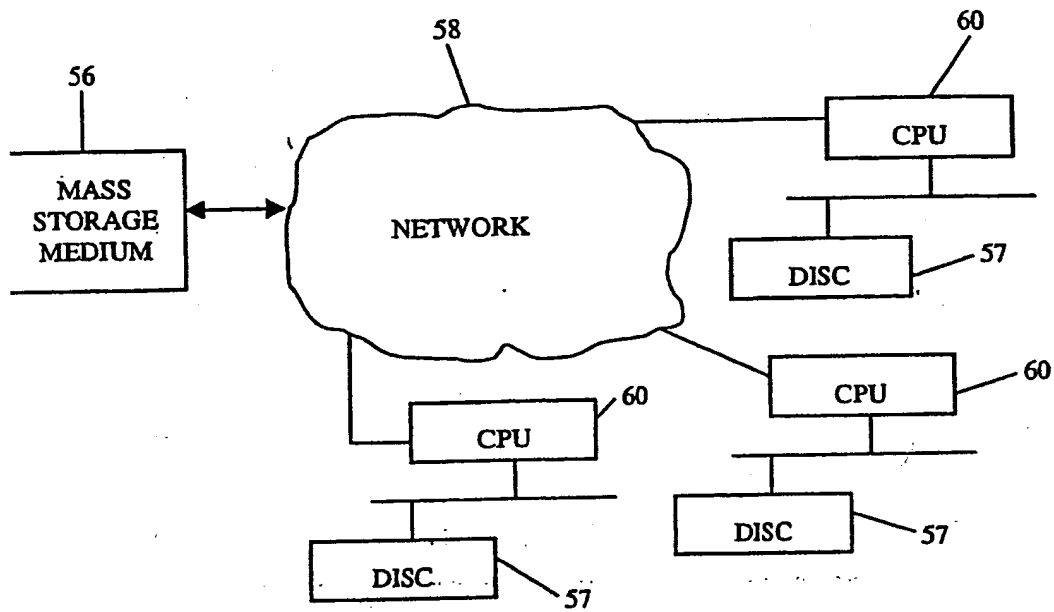 58
60
56
CPU
MASS
STORAGE
MEDIUM
NETWORK
57
DISC
60
CPU
60
CPU
57
DISC
57
DISC